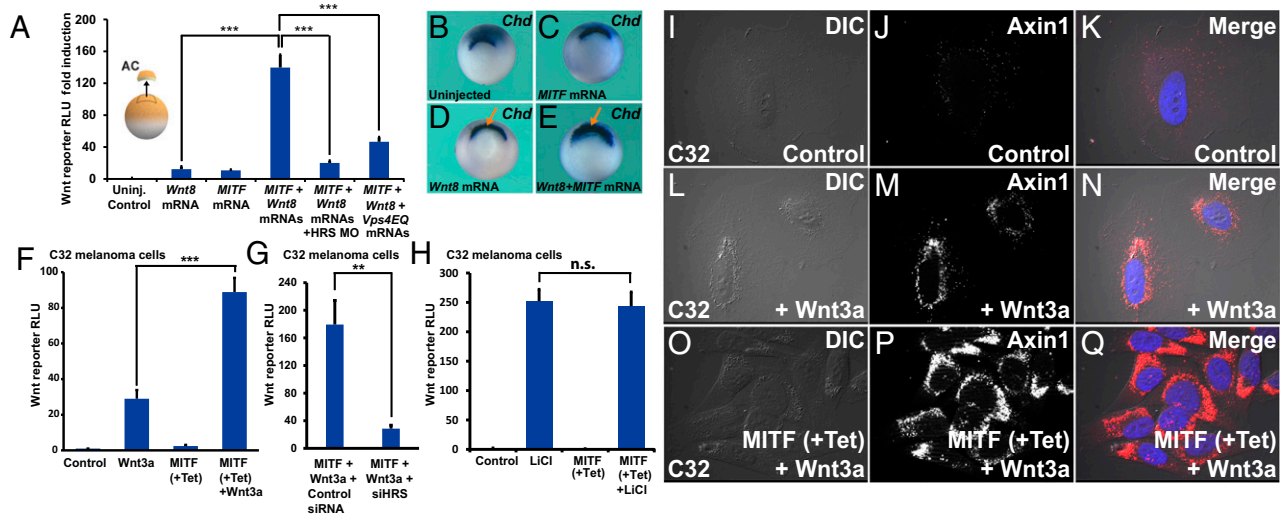 A
Wnt reporter RLU fold induction
200
160
120
80
40
0
AC
***
***
***
Uninj.
Control
Wnt8
mRNA
MITF
mRNA
MITF +
Wnt8
mRNAs
MITF +
Wnt8
mRNAs
+HRS MO
MITF +
Wnt8 +
Vps4EQ
mRNAs
B
Chd
Uninjected
C
Chd
MITF mRNA
D
Chd
Wnt8 mRNA
E
Chd
Wnt8+MITF mRNA
F
C32 melanoma cells
Wnt reporter RLU
100
80
60
40
20
0
***
Control
Wnt3a
MITF
(+Tet)
MITF
(+Tet)
+Wnt3a
G
C32 melanoma cells
Wnt reporter RLU
240
200
160
120
80
40
0
**
MITF +
Wnt3a +
Control
siRNA
MITF +
Wnt3a +
siHRS
H
C32 melanoma cells
Wnt reporter RLU
300
250
200
150
100
50
0
n.s.
Control
LiCl
MITF
(+Tet)
MITF
(+Tet)
+LiCl
I
DIC
C32
Control
J
Axin1
Control
K
Merge
Control
L
DIC
C32
+ Wnt3a
M
Axin1
+ Wnt3a
N
Merge
+ Wnt3a
O
DIC
MITF (+Tet)
C32
+ Wnt3a
P
Axin1
MITF (+Tet)
+ Wnt3a
Q
Merge
MITF (+Tet)
+ Wnt3a